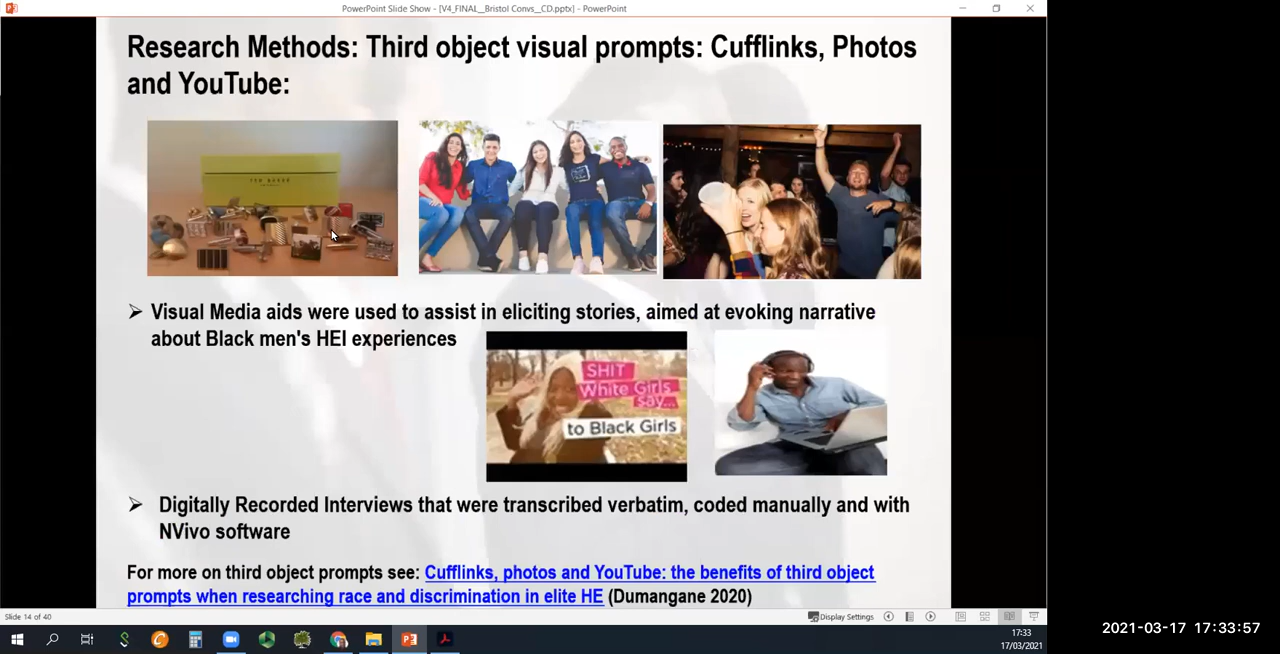 PowerPoint Slide Show - [V4_FINAL__Bristol Convs__CD.pptx] - PowerPoint
Research Methods: Third object visual prompts: Cufflinks, Photos
and YouTube:
TED BAKER
Visual Media aids were used to assist in eliciting stories, aimed at evoking narrative
about Black men's HEI experiences
SHIT
White Girls
say...
to Black Girls
Digitally Recorded Interviews that were transcribed verbatim, coded manually and with
NVivo software
For more on third object prompts see: Cufflinks, photos and YouTube: the benefits of third object
prompts when researching race and discrimination in elite HE (Dumangane 2020)
Slide 14 of 40
Display Settings
17:33
17/03/2021
2021-03-17 17:33:57